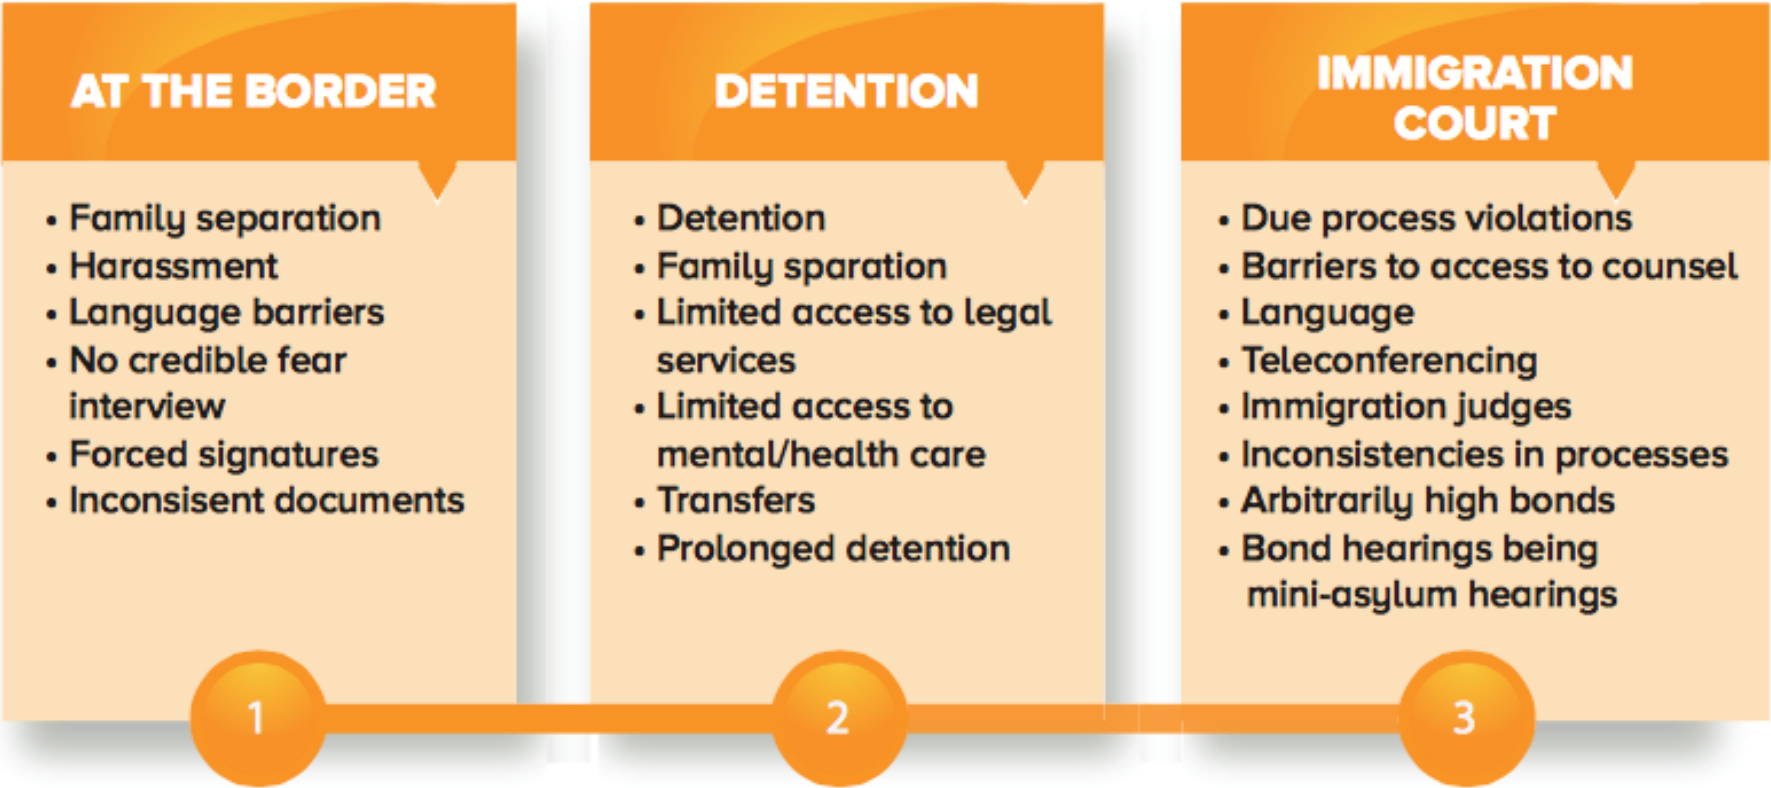 AT THE BORDER
• Family separation
• Harassment
• Language barriers
• No credible fear
interview
• Forced signatures
• Inconsisent documents
1
DETENTION
• Detention
• Family sparation
• Limited access to legal
services
• Limited access to
mental/health care
• Transfers
• Prolonged detention
2
IMMIGRATION
COURT
• Due process violations
• Barriers to access to counsel
• Language
• Teleconferencing
• Immigration judges
• Inconsistencies in processes
• Arbitrarily high bonds
• Bond hearings being
mini-asylum hearings
3